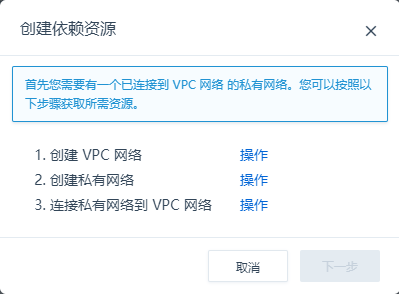 创建依赖资源
首先您需要有一个已连接到 VPC 网络 的私有网络。您可以按照以
下步骤获取所需资源。
1. 创建 VPC 网络 操作
2. 创建私有网络 操作
3. 连接私有网络到 VPC 网络 操作
取消 下一步